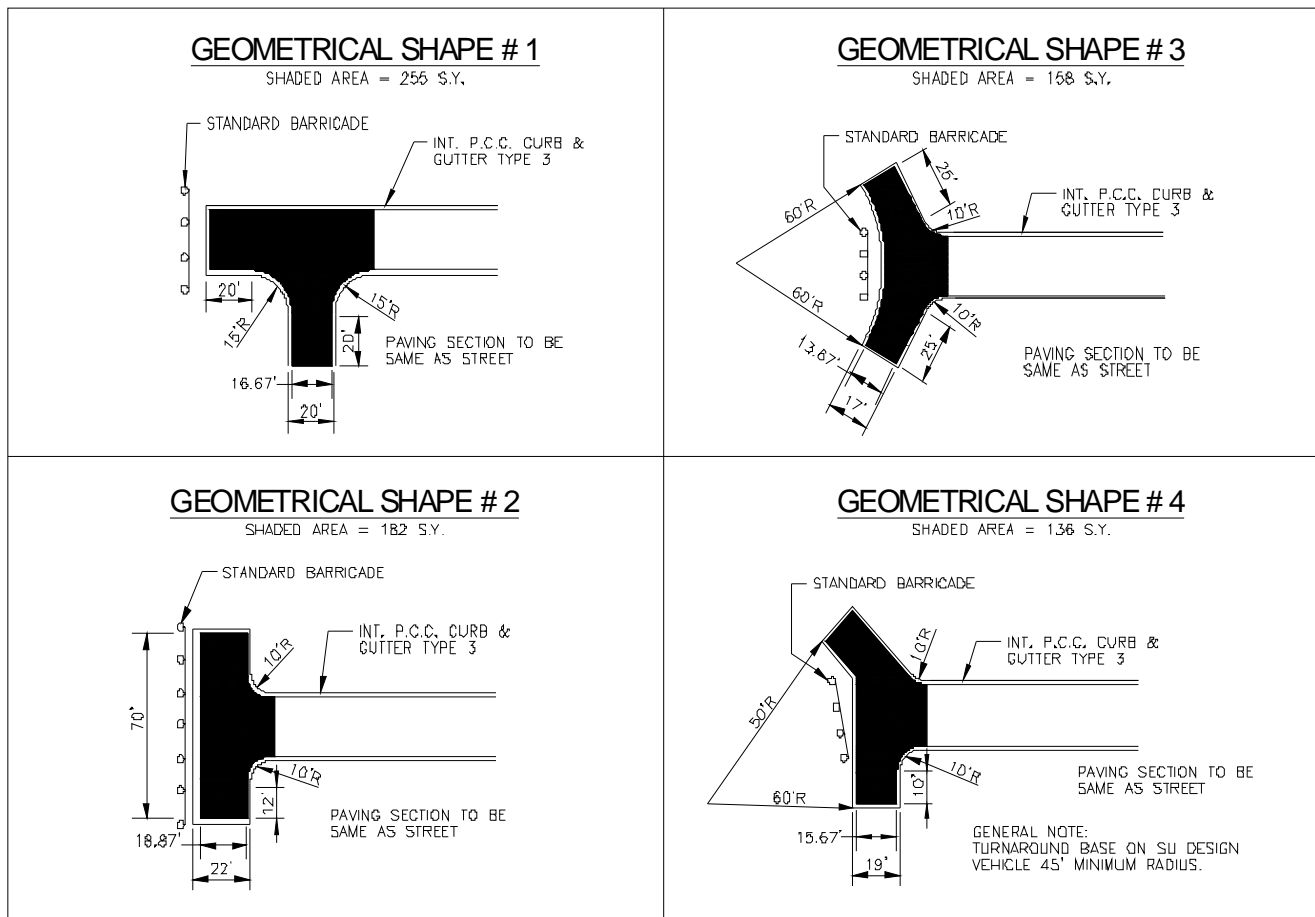 GEOMETRICAL SHAPE # 1
SHADED AREA = 255 S.Y.
STANDARD BARRICADE
INT. P.C.C. CURB &
GUTTER TYPE 3
20'
15'R
15'R
20'
PAVING SECTION TO BE
SAME AS STREET
16.67'
20'
GEOMETRICAL SHAPE # 3
SHADED AREA = 158 S.Y.
STANDARD BARRICADE
25'
INT. P.C.C. CURB &
GUTTER TYPE 3
60'R
10'R
60'R
10'R
25'
PAVING SECTION TO BE
SAME AS STREET
13.67'
17'
GEOMETRICAL SHAPE # 2
SHADED AREA = 182 S.Y.
STANDARD BARRICADE
INT. P.C.C. CURB &
GUTTER TYPE 3
10'R
70'
10'R
12'
PAVING SECTION TO BE
SAME AS STREET
18.67'
22'
GEOMETRICAL SHAPE # 4
SHADED AREA = 136 S.Y.
STANDARD BARRICADE
INT. P.C.C. CURB &
GUTTER TYPE 3
10'R
50'R
10'R
10'
60'R
PAVING SECTION TO BE
SAME AS STREET
15.67'
19'
GENERAL NOTE:
TURNAROUND BASE ON SU DESIGN
VEHICLE 45' MINIMUM RADIUS.